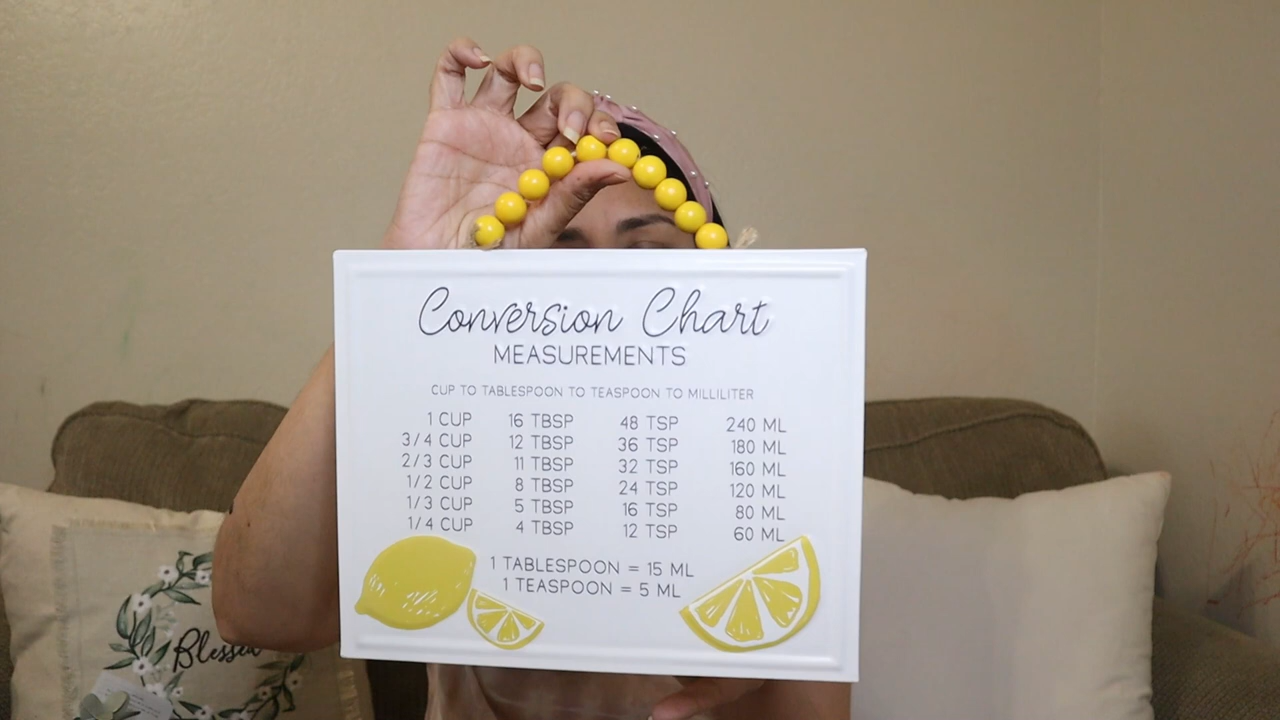 Conversion Chart
MEASUREMENTS
CUP TO TABLESPOON TO TEASPOON TO MILLILITER
1 CUP 16 TBSP 48 TSP 240 ML
3/4 CUP 12 TBSP 36 TSP 180 ML
2/3 CUP 11 TBSP 32 TSP 160 ML
1/2 CUP 8 TBSP 24 TSP 120 ML
1/3 CUP 5 TBSP 16 TSP 80 ML
1/4 CUP 4 TBSP 12 TSP 60 ML
1 TABLESPOON = 15 ML
1 TEASPOON = 5 ML
Blessed